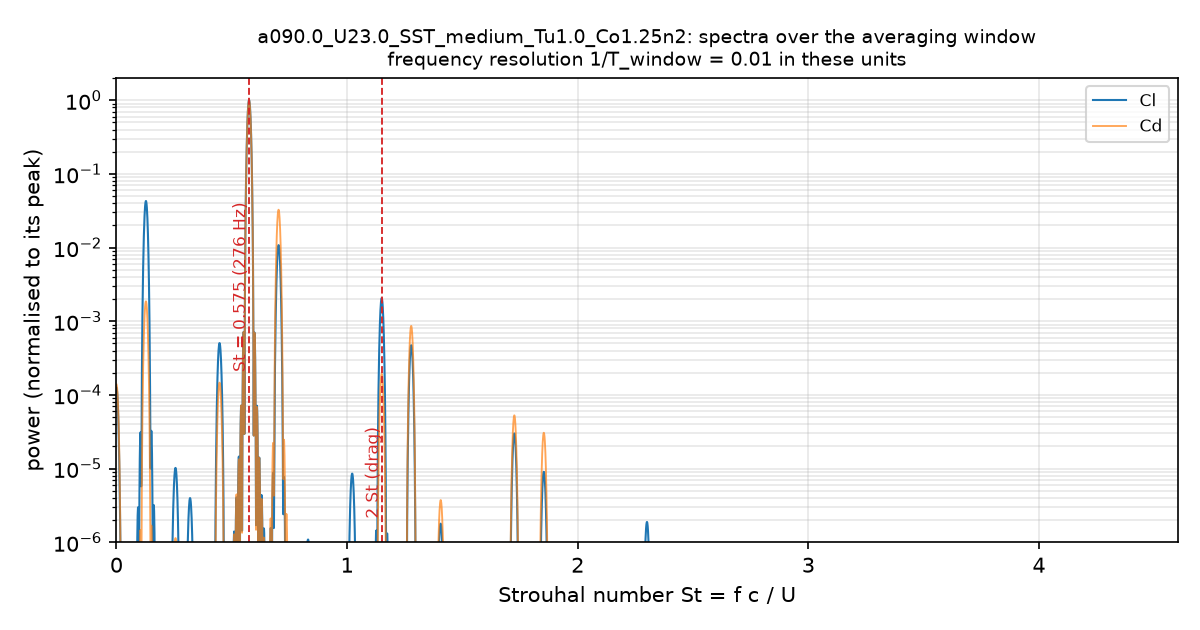 a090.0_U23.0_SST_medium_Tu1.0_Co1.25n2: spectra over the averaging window
frequency resolution 1/T_window = 0.01 in these units
power (normalised to its peak)
10⁰
10⁻¹
10⁻²
10⁻³
10⁻⁴
10⁻⁵
10⁻⁶
St = 0.575 (276 Hz)
2 St (drag)
Cl
Cd
0 1 2 3 4
Strouhal number St = f c / U